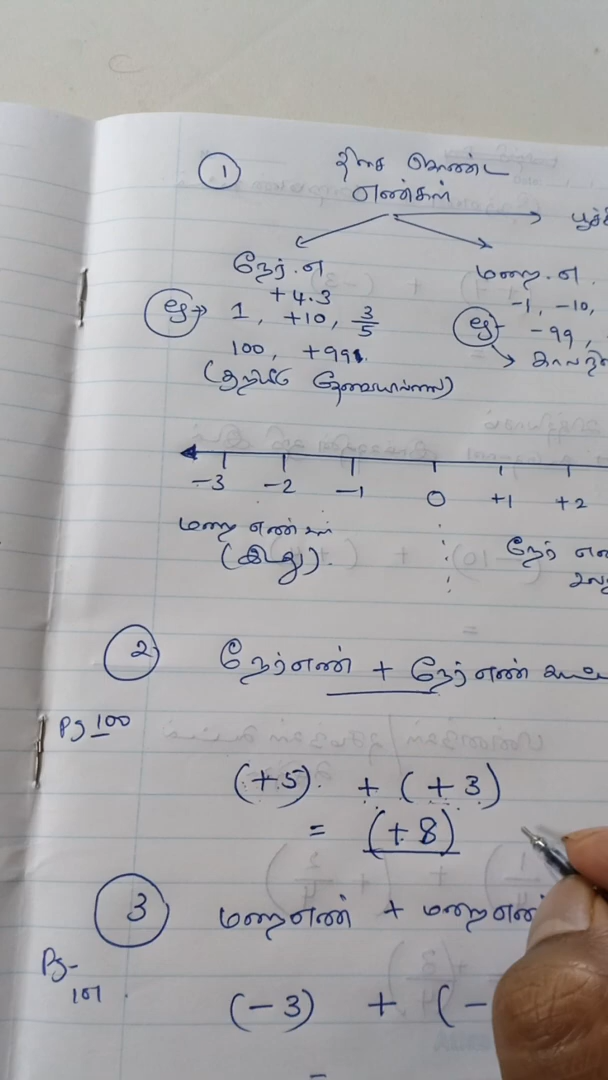 1 திசை கொண்ட
எண்கள்
நேர்.எ
மறை.எ.
+4.3
eg → 1, +10, 3/5
100, +99
(குறியீடு தேவையில்லை)
-1, -10,
eg - -99,
-3 -2 -1 0 +1 +2
மறை எண்கள்
(இடது).
நேர்
2 நேர்எண் + நேர்எண்
Pg 100
(+5) + (+3)
= (+8)
3 மறைஎண் + மறைஎண்
Pg-
101
(-3) + (-
=